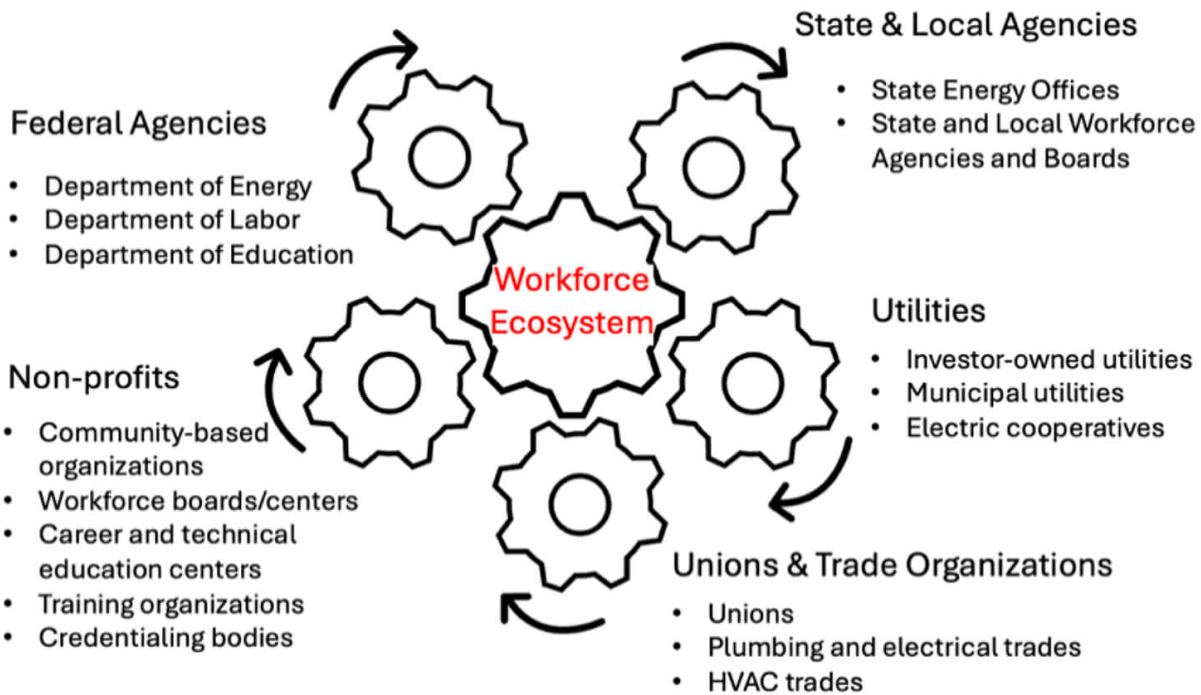 State & Local Agencies
• State Energy Offices
• State and Local Workforce
Agencies and Boards
Federal Agencies
• Department of Energy
• Department of Labor
• Department of Education
Workforce
Ecosystem
Utilities
• Investor-owned utilities
• Municipal utilities
• Electric cooperatives
Non-profits
• Community-based
organizations
• Workforce boards/centers
• Career and technical
education centers
• Training organizations
• Credentialing bodies
Unions & Trade Organizations
• Unions
• Plumbing and electrical trades
• HVAC trades